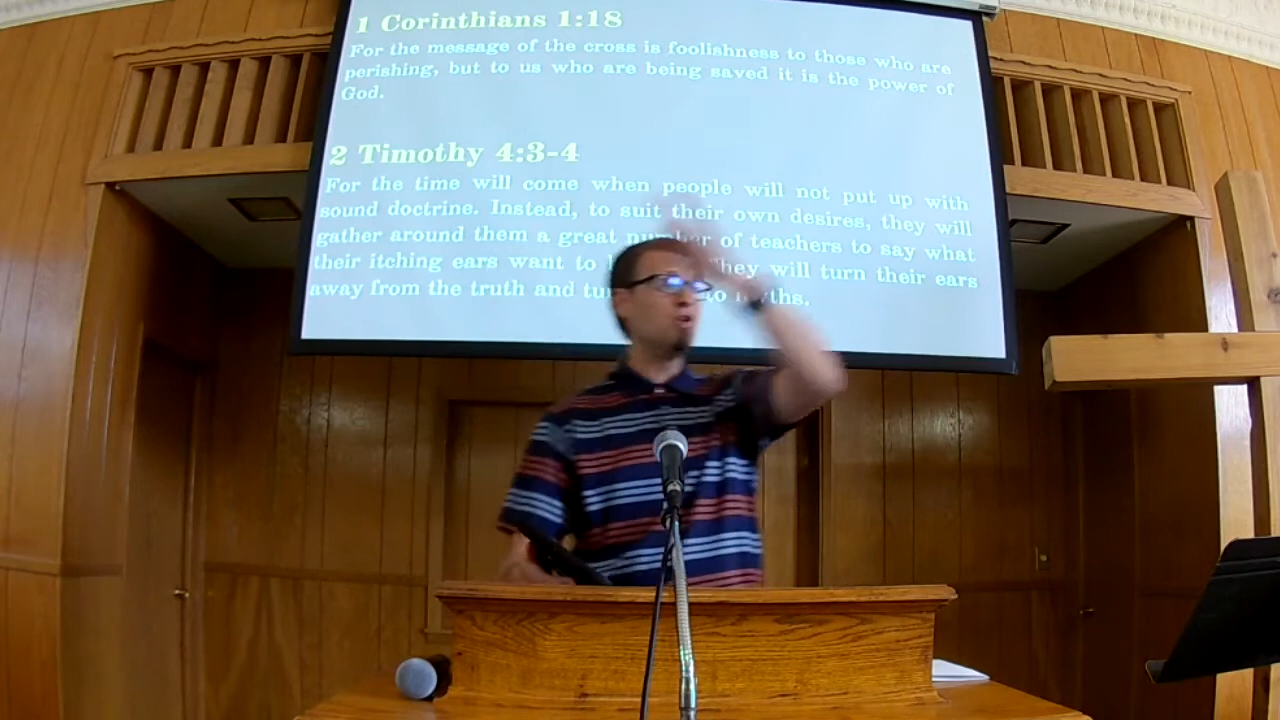 1 Corinthians 1:18
For the message of the cross is foolishness to those who are
perishing, but to us who are being saved it is the power of
God.
2 Timothy 4:3-4
For the time will come when people will not put up with
sound doctrine. Instead, to suit their own desires, they will
gather around them a great number of teachers to say what
their itching ears want to They will turn their ears
away from the truth and to myths.